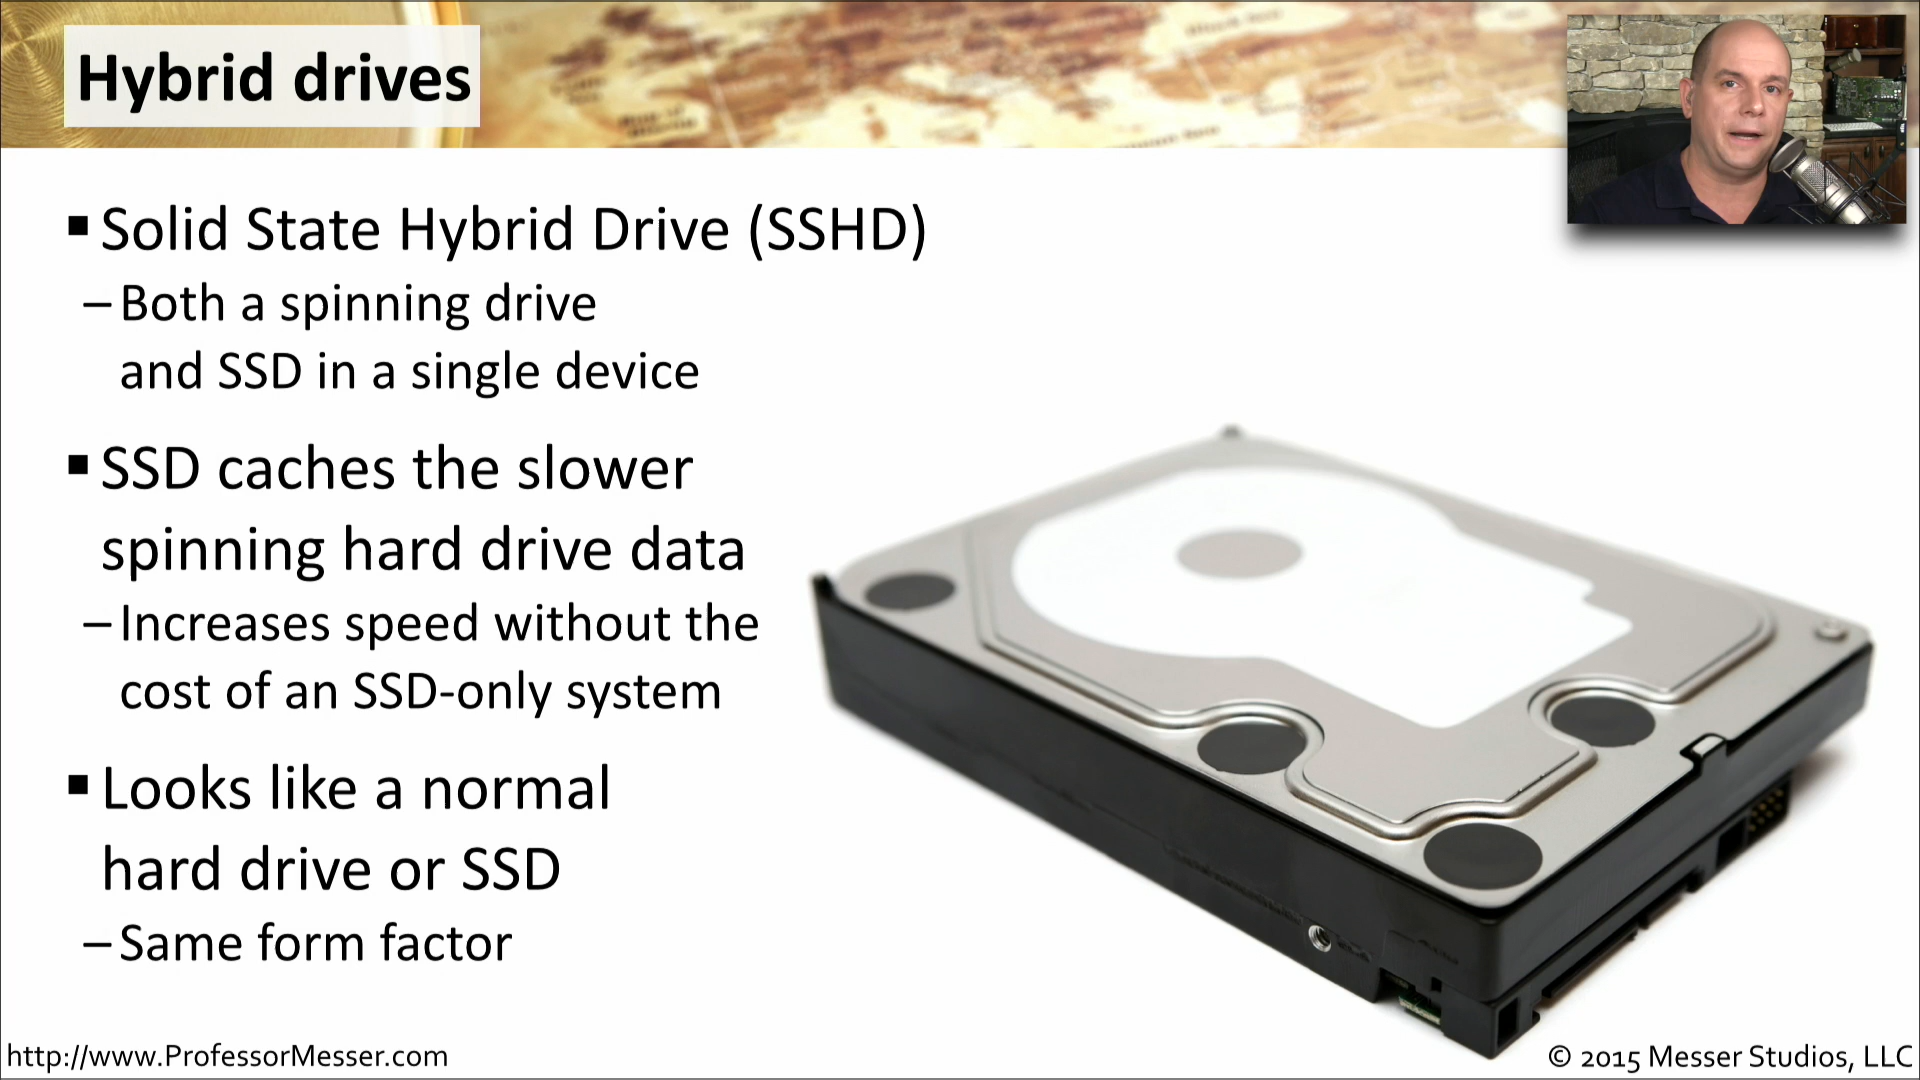 Hybrid drives
▪ Solid State Hybrid Drive (SSHD)
– Both a spinning drive
and SSD in a single device
▪ SSD caches the slower
spinning hard drive data
– Increases speed without the
cost of an SSD-only system
▪ Looks like a normal
hard drive or SSD
– Same form factor
http://www.ProfessorMesser.com
© 2015 Messer Studios, LLC